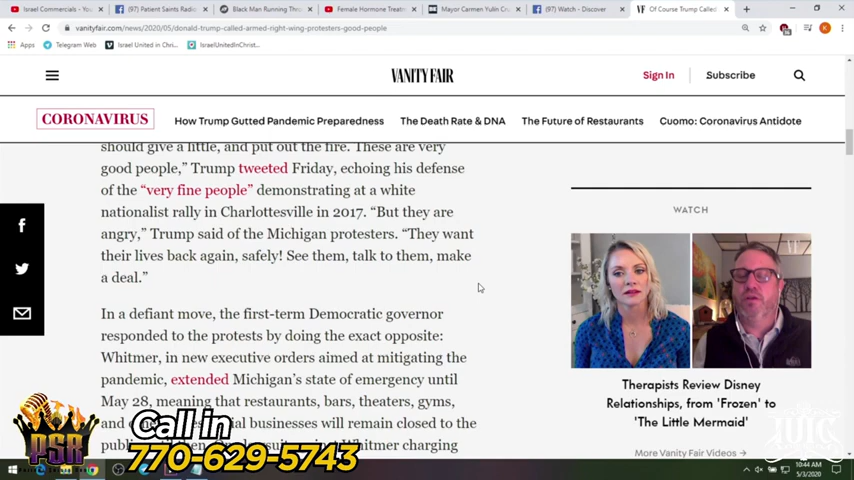 Israel Commercials - You
(97) Patient Saints Radio
Black Man Running Thro
Female Hormone Treatm
Mayor Carmen Yulín Cru
(97) Watch - Discover
Of Course Trump Called
vanityfair.com/news/2020/05/donald-trump-called-armed-right-wing-protesters-good-people
Apps
Telegram Web
Israel United in Chri...
IsraelUnitedInChrist...
VANITY FAIR
Sign In
Subscribe
CORONAVIRUS
How Trump Gutted Pandemic Preparedness
The Death Rate & DNA
The Future of Restaurants
Cuomo: Coronavirus Antidote
should give a little, and put out the fire. These are very
good people,” Trump tweeted Friday, echoing his defense
of the “very fine people” demonstrating at a white
nationalist rally in Charlottesville in 2017. “But they are
angry,” Trump said of the Michigan protesters. “They want
their lives back again, safely! See them, talk to them, make
a deal.”
In a defiant move, the first-term Democratic governor
responded to the protests by doing the exact opposite:
Whitmer, in new executive orders aimed at mitigating the
pandemic, extended Michigan’s state of emergency until
May 28, meaning that restaurants, bars, theaters, gyms,
and businesses will remain closed to the
lawsuit against Whitmer charging
WATCH
Therapists Review Disney
Relationships, from 'Frozen' to
'The Little Mermaid'
More Vanity Fair Videos
PSR
Call in
770-629-5743
10:44 AM
5/3/2020